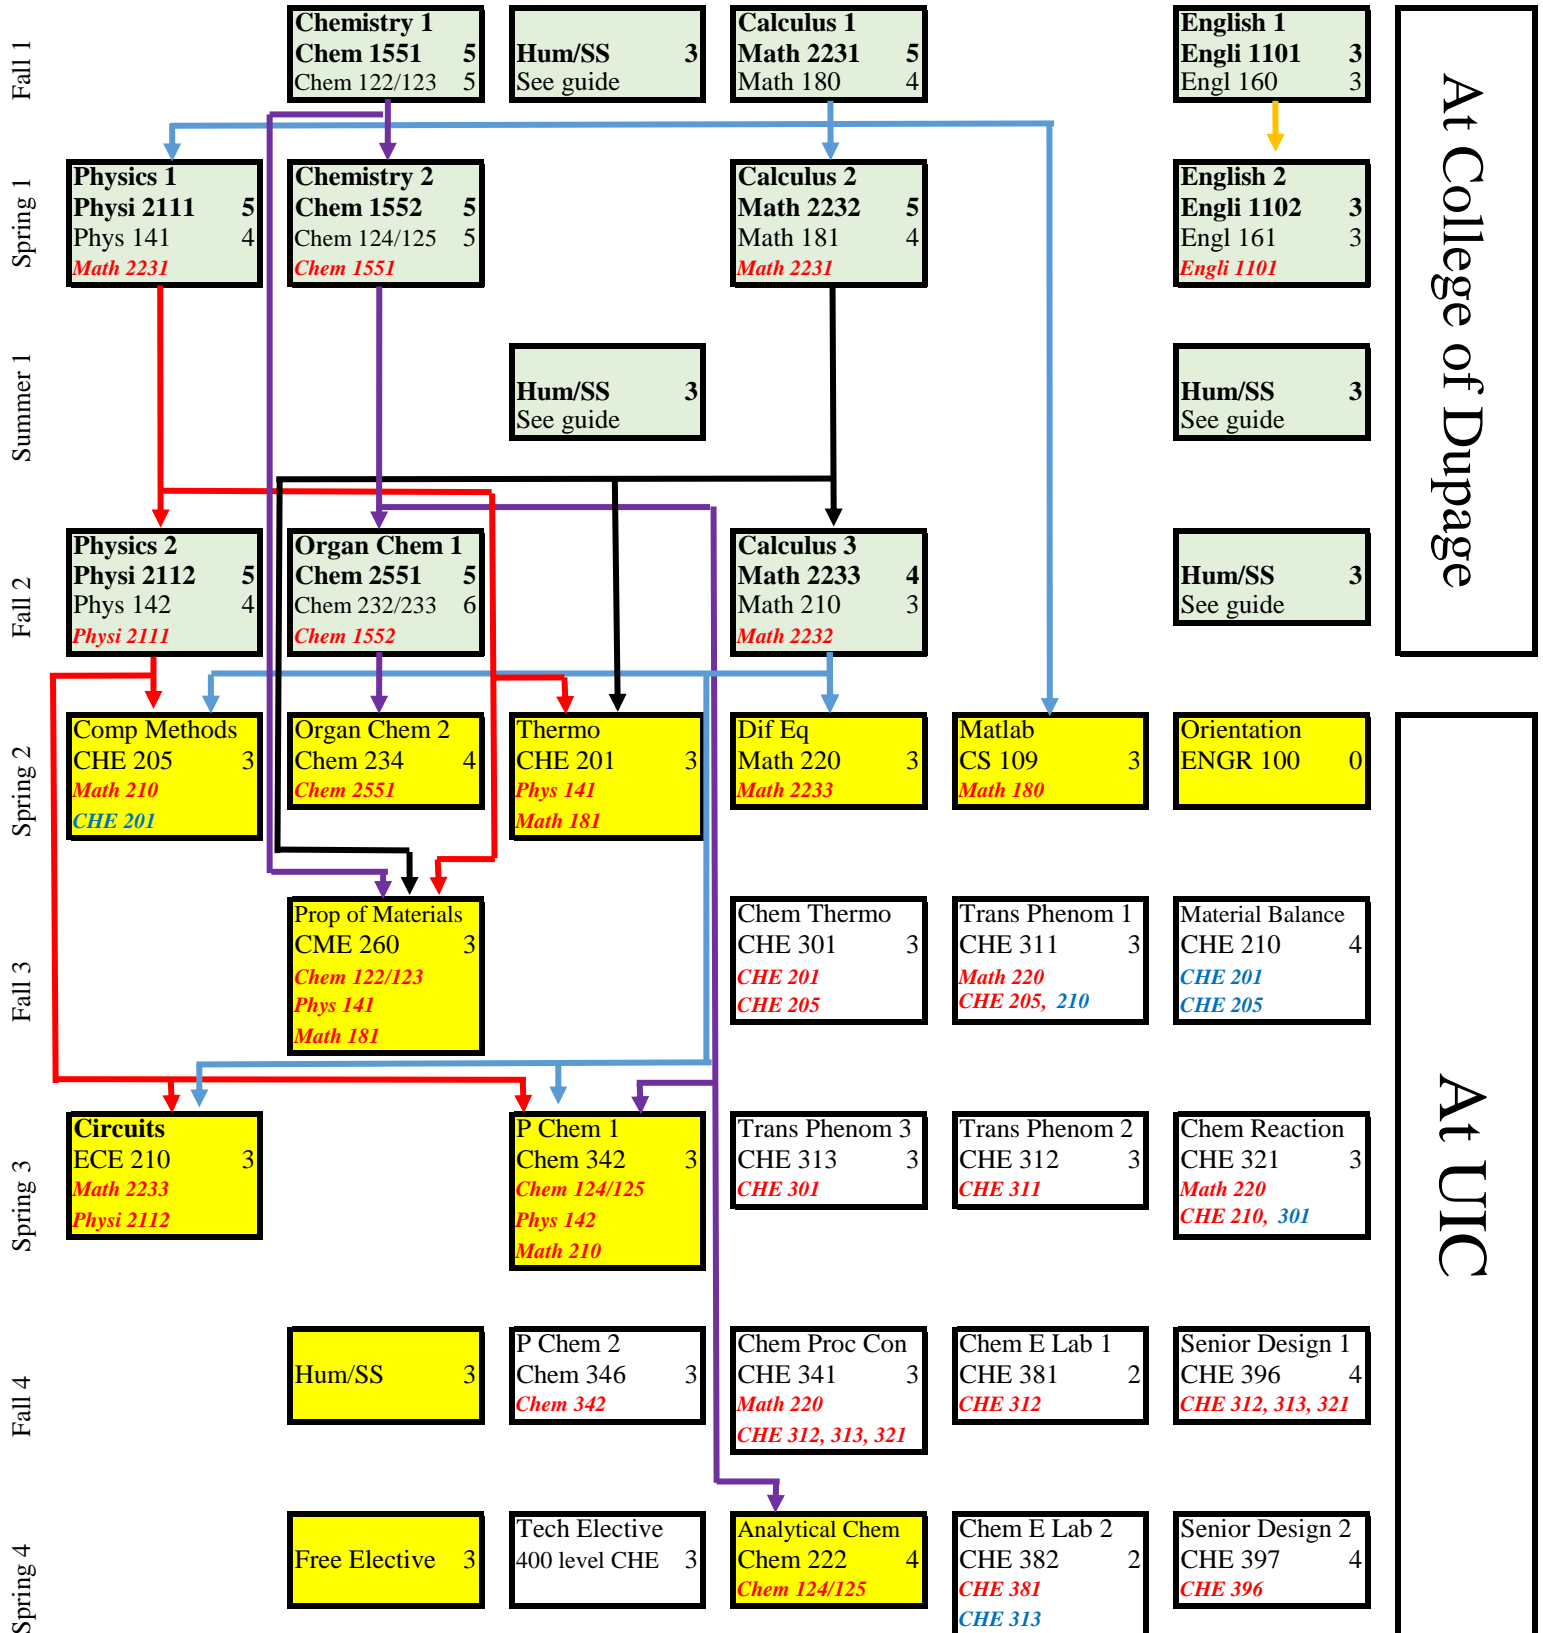 Fall 1
Chemistry 1
Chem 1551 5
Chem 122/123 5
Hum/SS 3
See guide
Calculus 1
Math 2231 5
Math 180 4
English 1
Engli 1101 3
Engl 160 3
At College of Dupage
Spring 1
Physics 1
Physi 2111 5
Phys 141 4
Math 2231
Chemistry 2
Chem 1552 5
Chem 124/125 5
Chem 1551
Calculus 2
Math 2232 5
Math 181 4
Math 2231
English 2
Engli 1102 3
Engl 161 3
Engli 1101
Summer 1
Hum/SS 3
See guide
Hum/SS 3
See guide
Fall 2
Physics 2
Physi 2112 5
Phys 142 4
Physi 2111
Organ Chem 1
Chem 2551 5
Chem 232/233 6
Chem 1552
Calculus 3
Math 2233 4
Math 210 3
Math 2232
Hum/SS 3
See guide
Spring 2
Comp Methods
CHE 205 3
Math 210
CHE 201
Organ Chem 2
Chem 234 4
Chem 2551
Thermo
CHE 201 3
Phys 141
Math 181
Dif Eq
Math 220 3
Math 2233
Matlab
CS 109 3
Math 180
Orientation
ENGR 100 0
At UIC
Fall 3
Prop of Materials
CME 260 3
Chem 122/123
Phys 141
Math 181
Chem Thermo
CHE 301 3
CHE 201
CHE 205
Trans Phenom 1
CHE 311 3
Math 220
CHE 205, 210
Material Balance
CHE 210 4
CHE 201
CHE 205
Spring 3
Circuits
ECE 210 3
Math 2233
Physi 2112
P Chem 1
Chem 342 3
Chem 124/125
Phys 142
Math 210
Trans Phenom 3
CHE 313 3
CHE 301
Trans Phenom 2
CHE 312 3
CHE 311
Chem Reaction
CHE 321 3
Math 220
CHE 210, 301
Fall 4
Hum/SS 3
P Chem 2
Chem 346 3
Chem 342
Chem Proc Con
CHE 341 3
Math 220
CHE 312, 313, 321
Chem E Lab 1
CHE 381 2
CHE 312
Senior Design 1
CHE 396 4
CHE 312, 313, 321
Spring 4
Free Elective 3
Tech Elective
400 level CHE 3
Analytical Chem
Chem 222 4
Chem 124/125
Chem E Lab 2
CHE 382 2
CHE 381
CHE 313
Senior Design 2
CHE 397 4
CHE 396